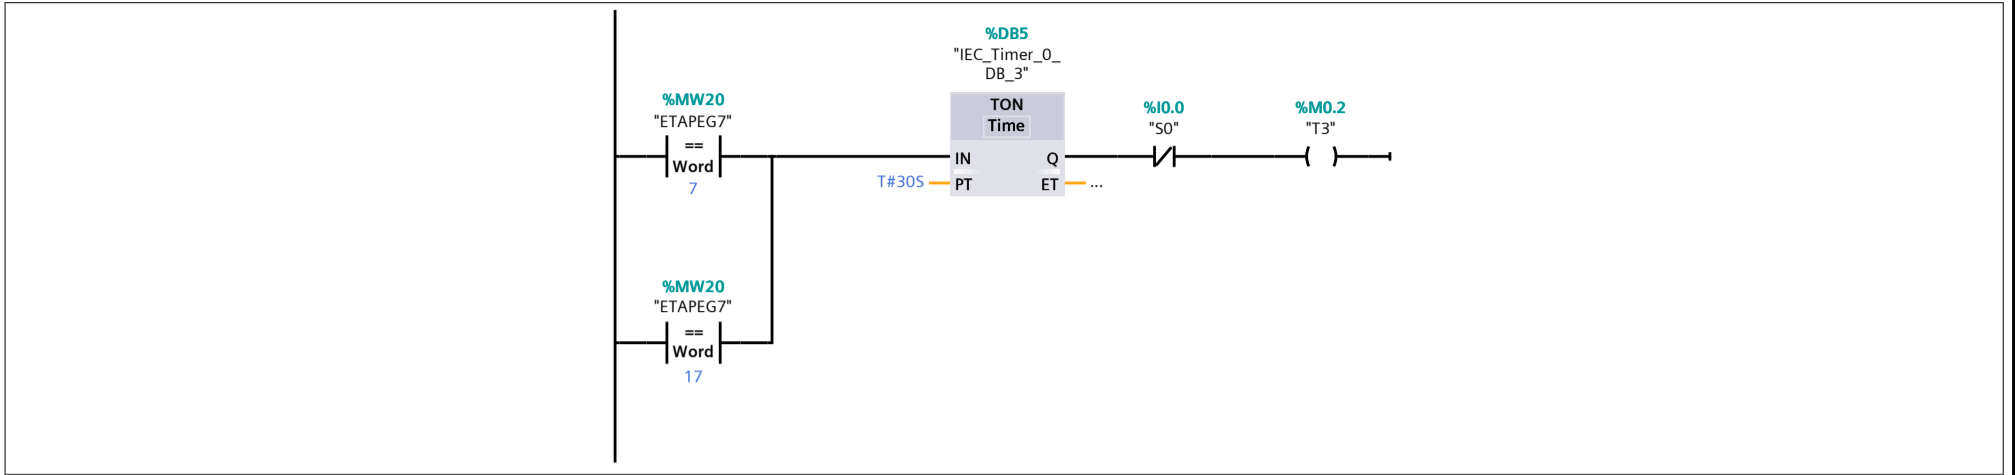 %DB5
"IEC_Timer_0_
DB_3"
%MW20
"ETAPEG7"
==
Word
7
TON
Time
IN
Q
T#30S
PT
ET
...
%I0.0
"S0"
%M0.2
"T3"
%MW20
"ETAPEG7"
==
Word
17